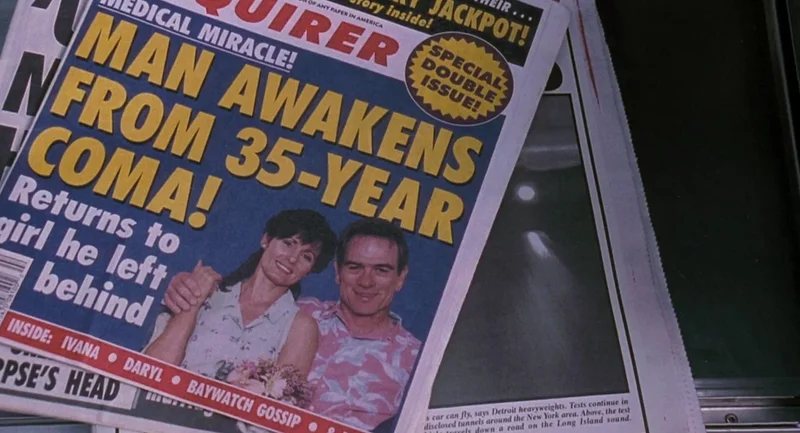 THEIR...
JACKPOT!
story inside!
OF ANY PAPER IN AMERICA
QUIRER
MEDICAL MIRACLE!
SPECIAL
DOUBLE
ISSUE!
MAN AWAKENS
FROM 35-YEAR
COMA!
Returns to
girl he left
behind
INSIDE: IVANA • DARYL • BAYWATCH GOSSIP •
PSE'S HEAD
car can fly, says Detroit heavyweights. Tests continue in
disclosed tunnels around the New York area. Above, the test
travels down a road on the Long Island sound.